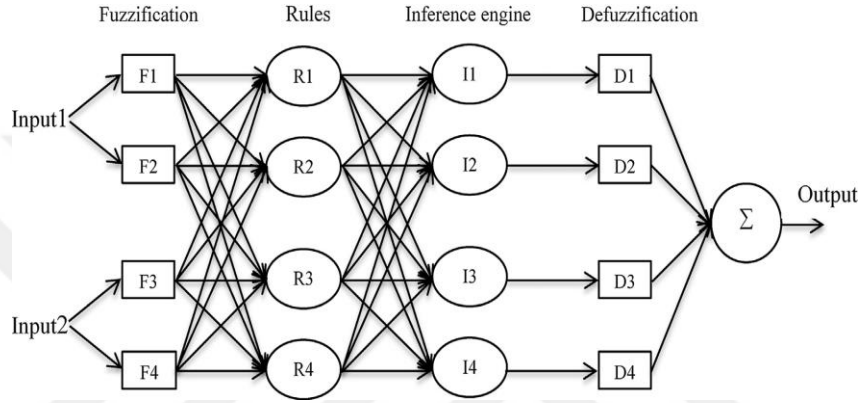 Fuzzification Rules Inference engine Defuzzification
F1 R1 I1 D1
Input1
F2 R2 I2 D2
Output
Σ
F3 R3 I3 D3
Input2
F4 R4 I4 D4